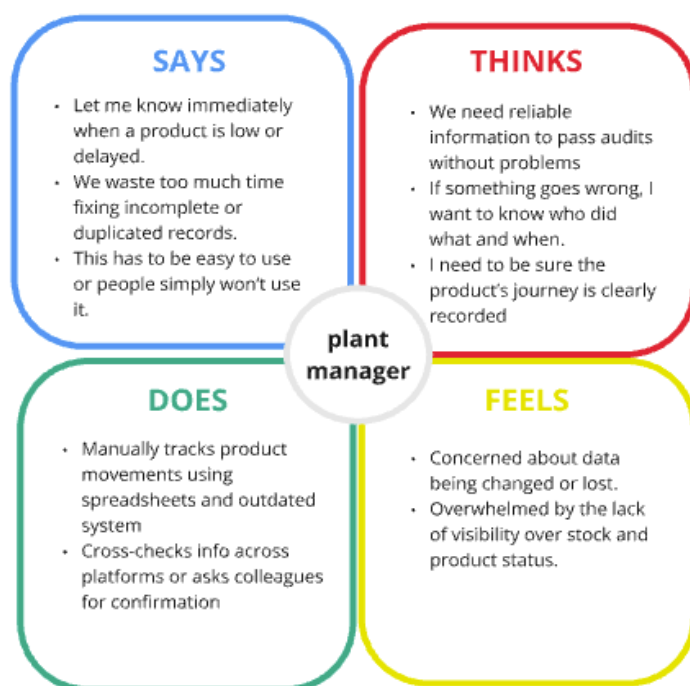 SAYS
• Let me know immediately
when a product is low or
delayed.
• We waste too much time
fixing incomplete or
duplicated records.
• This has to be easy to use
or people simply won't use
it.
THINKS
• We need reliable
information to pass audits
without problems
• If something goes wrong, I
want to know who did
what and when.
• I need to be sure the
product's journey is clearly
recorded
plant
manager
DOES
• Manually tracks product
movements using
spreadsheets and outdated
system
• Cross-checks info across
platforms or asks colleagues
for confirmation
FEELS
• Concerned about data
being changed or lost.
• Overwhelmed by the lack
of visibility over stock and
product status.